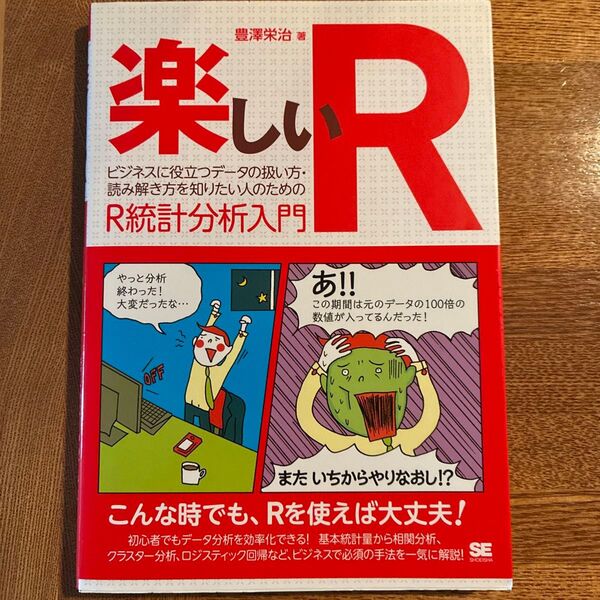 豊澤栄治 著
楽しいR
ビジネスに役立つデータの扱い方・
読み解き方を知りたい人のための
R統計分析入門
やっと分析
終わった!
大変だったな…
OFF
あ!!
この期間は元のデータの100倍の
数値が入ってるんだった!
また いちからやりなおし!?
こんな時でも、Rを使えば大丈夫!
初心者でもデータ分析を効率化できる! 基本統計量から相関分析、
クラスター分析、ロジスティック回帰など、ビジネスで必須の手法を一気に解説!
SE
SHOEISHA